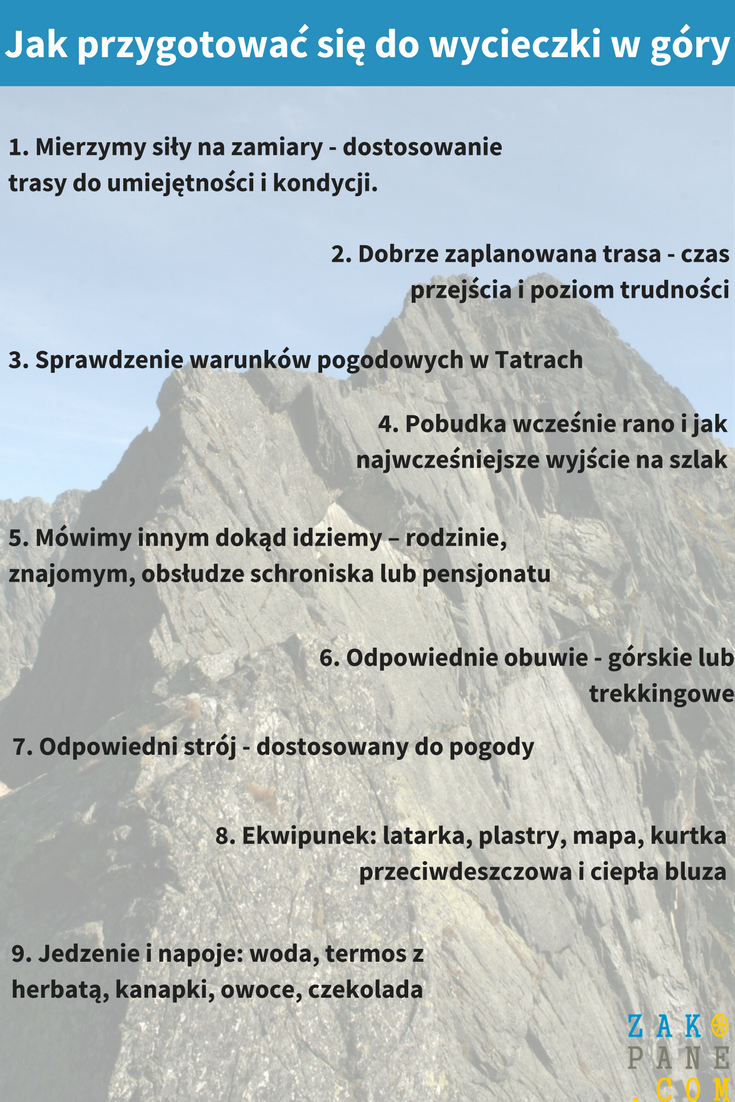 Jak przygotować się do wycieczki w góry
1. Mierzymy siły na zamiary - dostosowanie
trasy do umiejętności i kondycji.
2. Dobrze zaplanowana trasa - czas
przejścia i poziom trudności
3. Sprawdzenie warunków pogodowych w Tatrach
4. Pobudka wcześnie rano i jak
najwcześniejsze wyjście na szlak
5. Mówimy innym dokąd idziemy – rodzinie,
znajomym, obsłudze schroniska lub pensjonatu
6. Odpowiednie obuwie - górskie lub
trekkingowe
7. Odpowiedni strój - dostosowany do pogody
8. Ekwipunek: latarka, plastry, mapa, kurtka
przeciwdeszczowa i ciepła bluza
9. Jedzenie i napoje: woda, termos z
herbatą, kanapki, owoce, czekolada
ZAKO
PANE
.COM